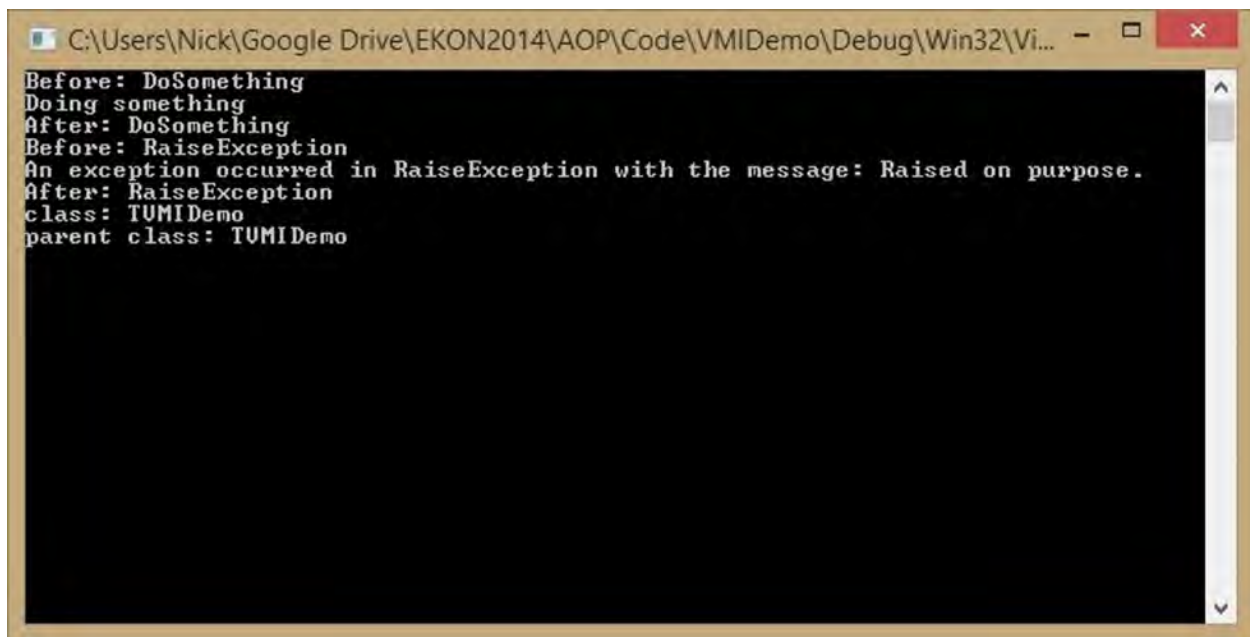 C:\Users\Nick\Google Drive\EKON2014\AOP\Code\VMIDemo\Debug\Win32\Vi...
Before: DoSomething
Doing something
After: DoSomething
Before: RaiseException
An exception occurred in RaiseException with the message: Raised on purpose.
After: RaiseException
class: TVMIDemo
parent class: TVMIDemo